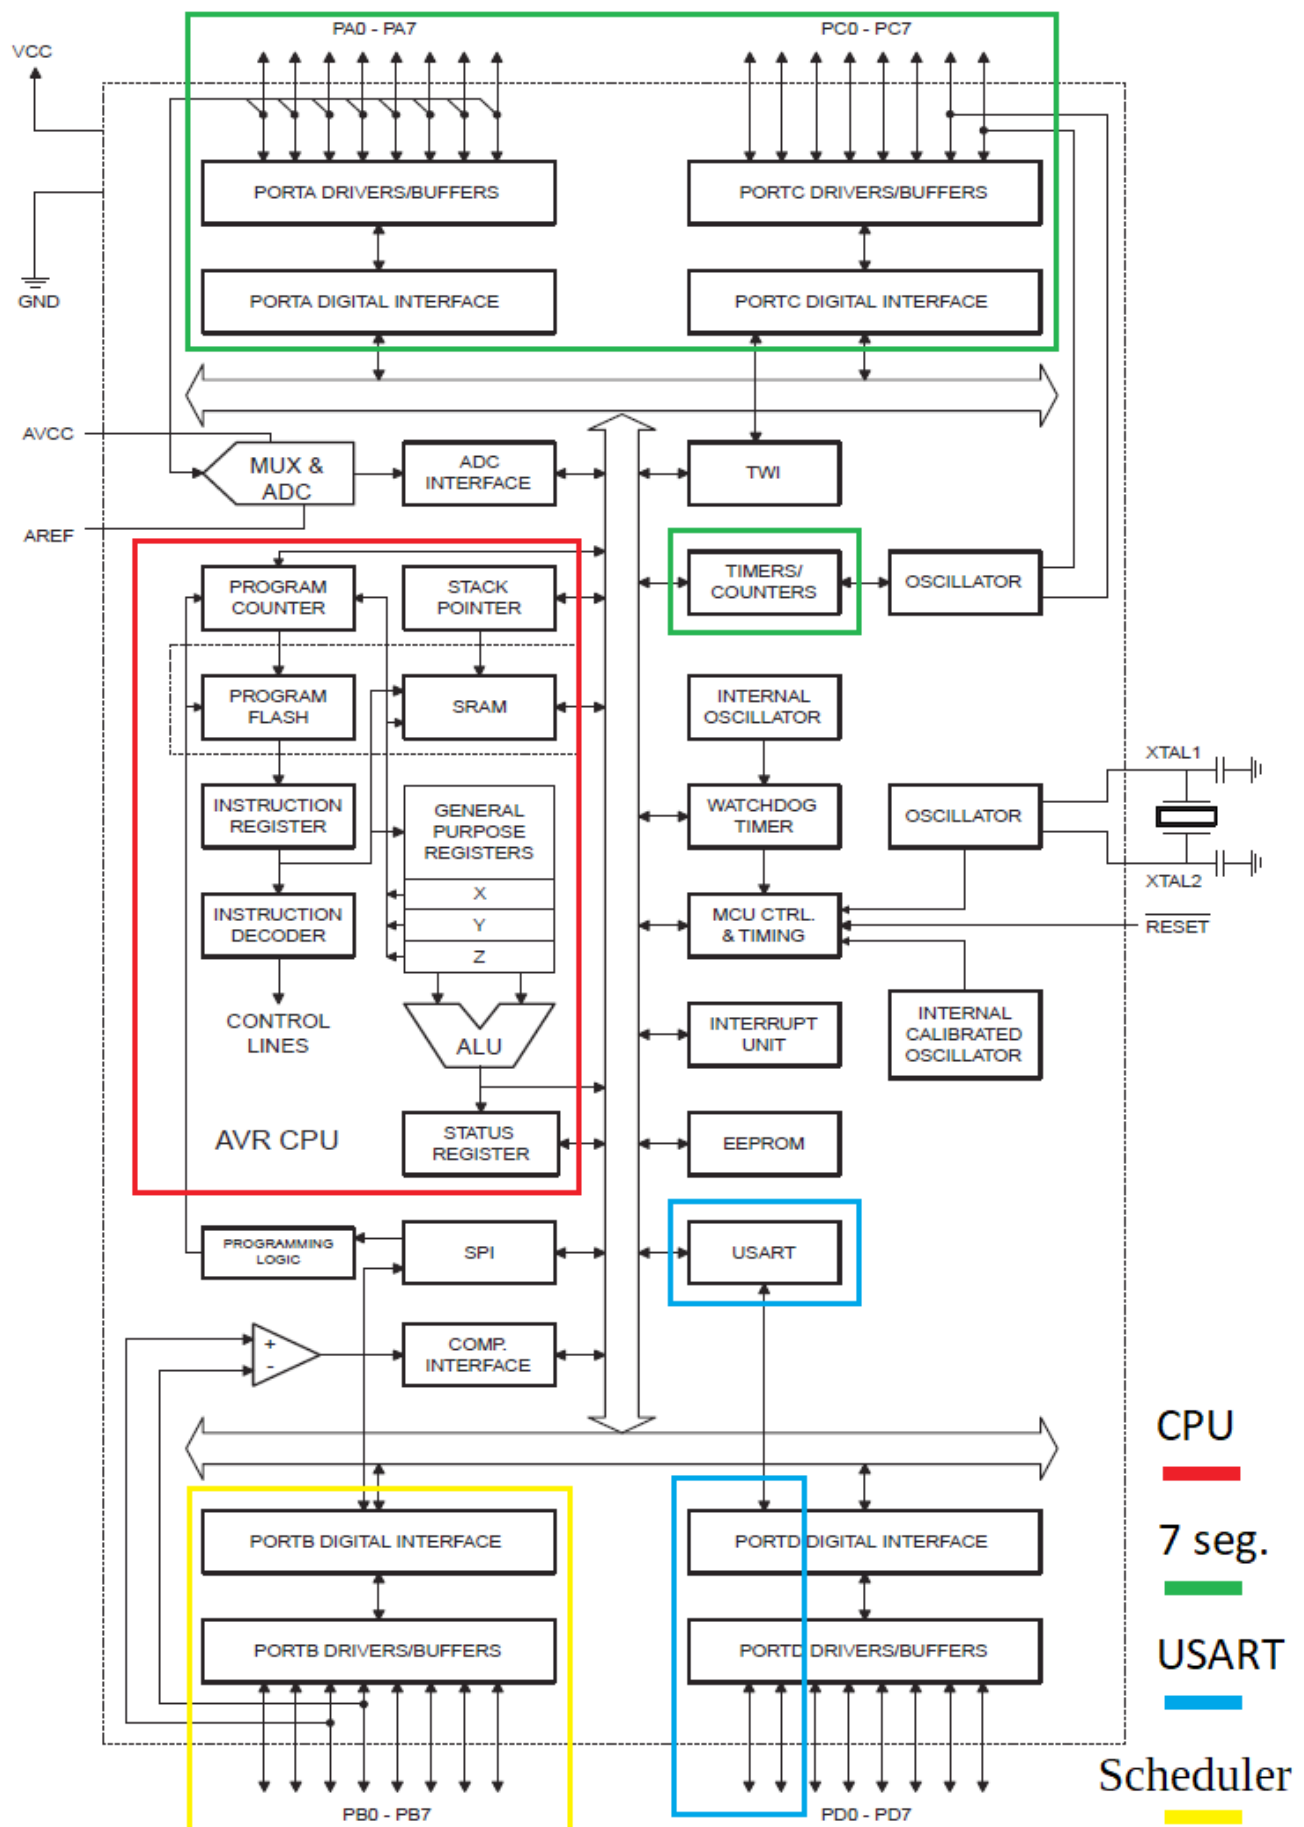 PA0 - PA7
PC0 - PC7
VCC
PORTA DRIVERS/BUFFERS
PORTC DRIVERS/BUFFERS
GND
PORTA DIGITAL INTERFACE
PORTC DIGITAL INTERFACE
AVCC
MUX &
ADC
ADC
INTERFACE
TWI
AREF
PROGRAM
COUNTER
STACK
POINTER
TIMERS/
COUNTERS
OSCILLATOR
PROGRAM
FLASH
SRAM
INTERNAL
OSCILLATOR
XTAL1
INSTRUCTION
REGISTER
GENERAL
PURPOSE
REGISTERS
WATCHDOG
TIMER
OSCILLATOR
XTAL2
X
Y
Z
INSTRUCTION
DECODER
MCU CTRL.
& TIMING
RESET
CONTROL
LINES
ALU
INTERRUPT
UNIT
INTERNAL
CALIBRATED
OSCILLATOR
AVR CPU
STATUS
REGISTER
EEPROM
PROGRAMMING
LOGIC
SPI
USART
+
-
COMP.
INTERFACE
CPU
PORTB DIGITAL INTERFACE
PORTD DIGITAL INTERFACE
7 seg.
PORTB DRIVERS/BUFFERS
PORTD DRIVERS/BUFFERS
USART
Scheduler
PB0 - PB7
PD0 - PD7